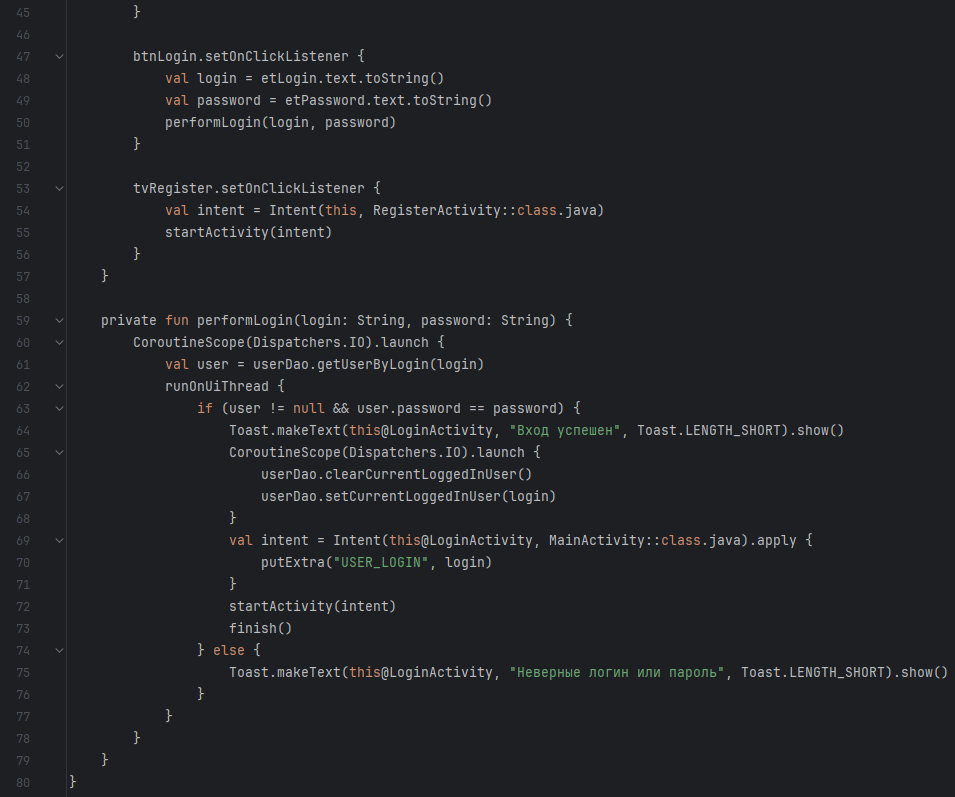 45         }
46
47         btnLogin.setOnClickListener {
48             val login = etLogin.text.toString()
49             val password = etPassword.text.toString()
50             performLogin(login, password)
51         }
52
53         tvRegister.setOnClickListener {
54             val intent = Intent(this, RegisterActivity::class.java)
55             startActivity(intent)
56         }
57     }
58
59     private fun performLogin(login: String, password: String) {
60         CoroutineScope(Dispatchers.IO).launch {
61             val user = userDao.getUserByLogin(login)
62             runOnUiThread {
63                 if (user != null && user.password == password) {
64                     Toast.makeText(this@LoginActivity, "Вход успешен", Toast.LENGTH_SHORT).show()
65                     CoroutineScope(Dispatchers.IO).launch {
66                         userDao.clearCurrentLoggedInUser()
67                         userDao.setCurrentLoggedInUser(login)
68                     }
69                     val intent = Intent(this@LoginActivity, MainActivity::class.java).apply {
70                         putExtra("USER_LOGIN", login)
71                     }
72                     startActivity(intent)
73                     finish()
74                 } else {
75                     Toast.makeText(this@LoginActivity, "Неверные логин или пароль", Toast.LENGTH_SHORT).show()
76                 }
77             }
78         }
79     }
80 }